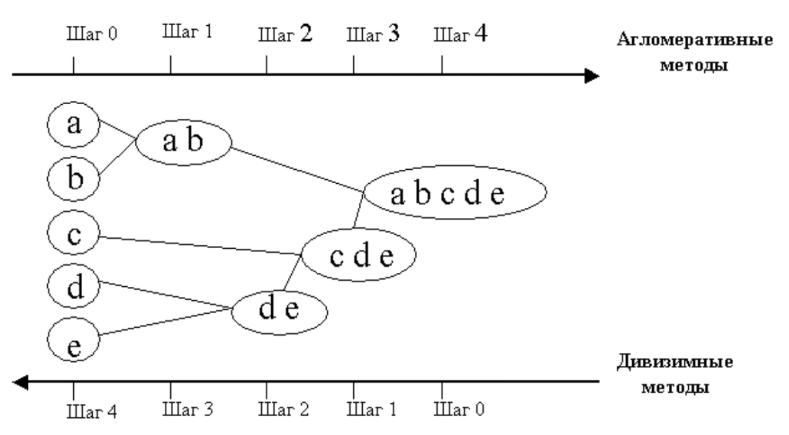 Шаг 0 Шаг 1 Шаг 2 Шаг 3 Шаг 4
Агломеративные
методы
a
a b
b
a b c d e
c
c d e
d
d e
e
Дивизимные
методы
Шаг 4 Шаг 3 Шаг 2 Шаг 1 Шаг 0